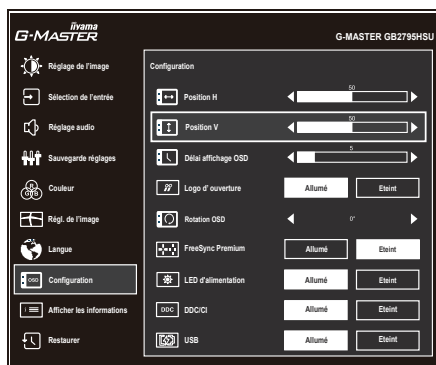 iiyama
G-MASTER
G-MASTER GB2795HSU
Réglage de l'image
Sélection de l'entrée
Réglage audio
Sauvegarde réglages
Couleur
R
G B
Régl. de l'image
Langue
OSD
Configuration
Afficher les informations
Restaurer
Configuration
Position H
50
Position V
50
Délai affichage OSD
5
Logo d' ouverture
Allumé
Eteint
Rotation OSD
0°
FreeSync Premium
Allumé
Eteint
LED d'alimentation
Allumé
Eteint
DDC
DDC/CI
Allumé
Eteint
USB
Allumé
Eteint